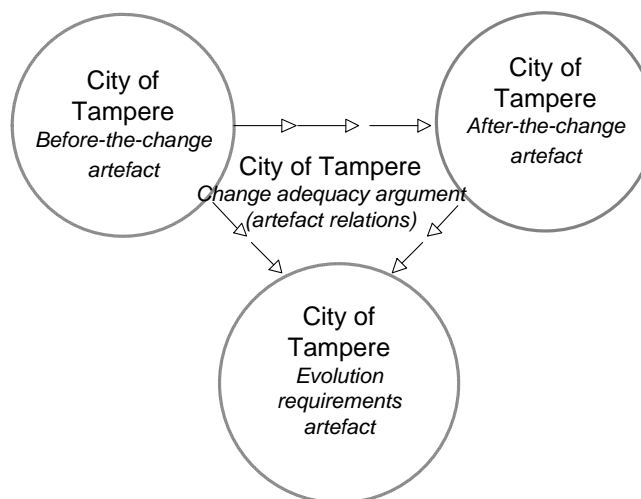 City of
Tampere
Before-the-change
artefact
City of
Tampere
After-the-change
artefact
City of Tampere
Change adequacy argument
(artefact relations)
City of
Tampere
Evolution
requirements
artefact